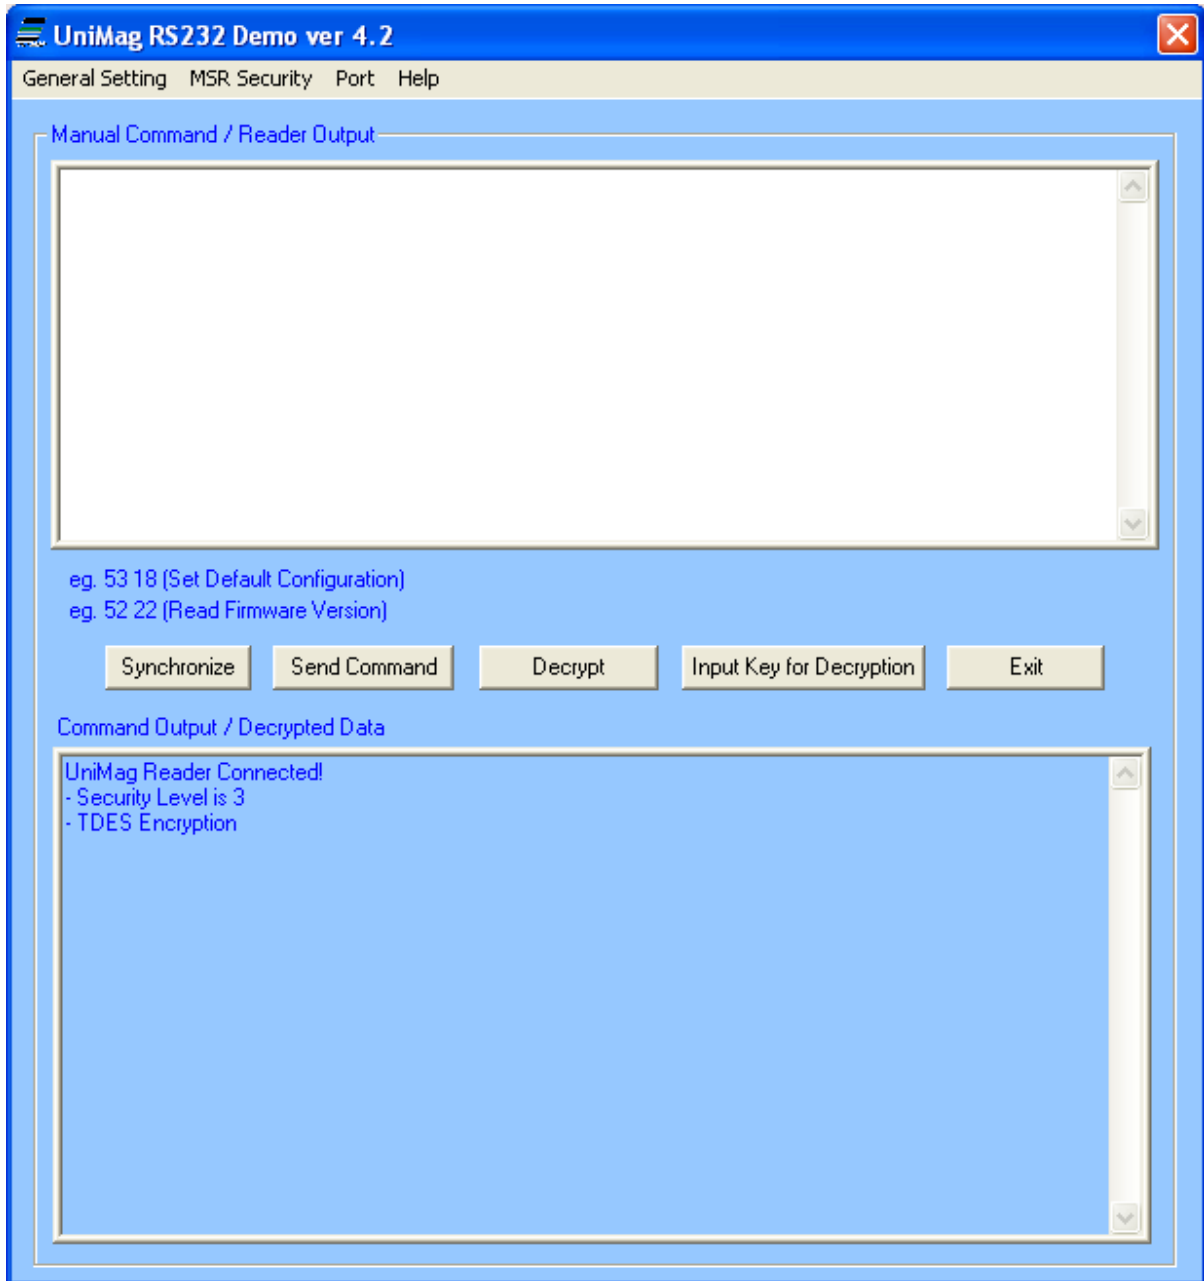 UniMag RS232 Demo ver 4.2
General Setting MSR Security Port Help
Manual Command / Reader Output
eg. 53 18 (Set Default Configuration)
eg. 52 22 (Read Firmware Version)
Synchronize Send Command Decrypt Input Key for Decryption Exit
Command Output / Decrypted Data
UniMag Reader Connected!
- Security Level is 3
- TDES Encryption